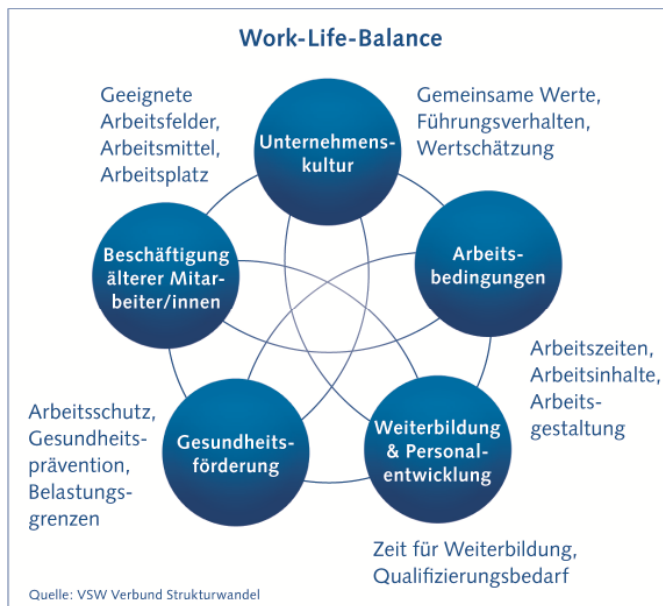 Work-Life-Balance
Geeignete
Arbeitsfelder,
Arbeitsmittel,
Arbeitsplatz
Unternehmens-
kultur
Gemeinsame Werte,
Führungsverhalten,
Wertschätzung
Beschäftigung
älterer Mitar-
beiter/innen
Arbeits-
bedingungen
Arbeitszeiten,
Arbeitsinhalte,
Arbeits-
gestaltung
Arbeitsschutz,
Gesundheits-
prävention,
Belastungs-
grenzen
Gesundheits-
förderung
Weiterbildung
& Personal-
entwicklung
Zeit für Weiterbildung,
Qualifizierungsbedarf
Quelle: VSW Verbund Strukturwandel